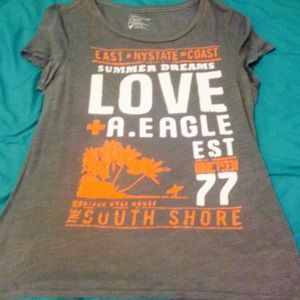 EAST ★ NYSTATE ★ COAST
SUMMER DREAMS
LOVE
+A.EAGLE
EST
77
THE SOUTH SHORE